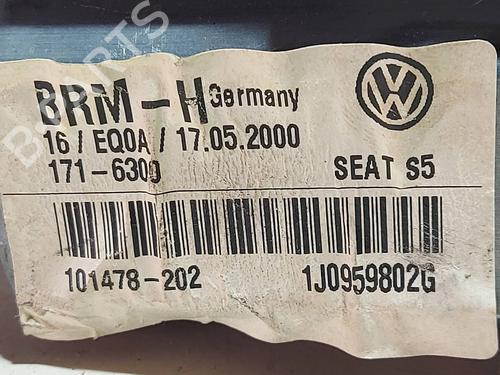 BRM-H Germany
16 / EQ0A / 17.05.2000
171-6300 SEAT S5
101478-202 1J0959802G